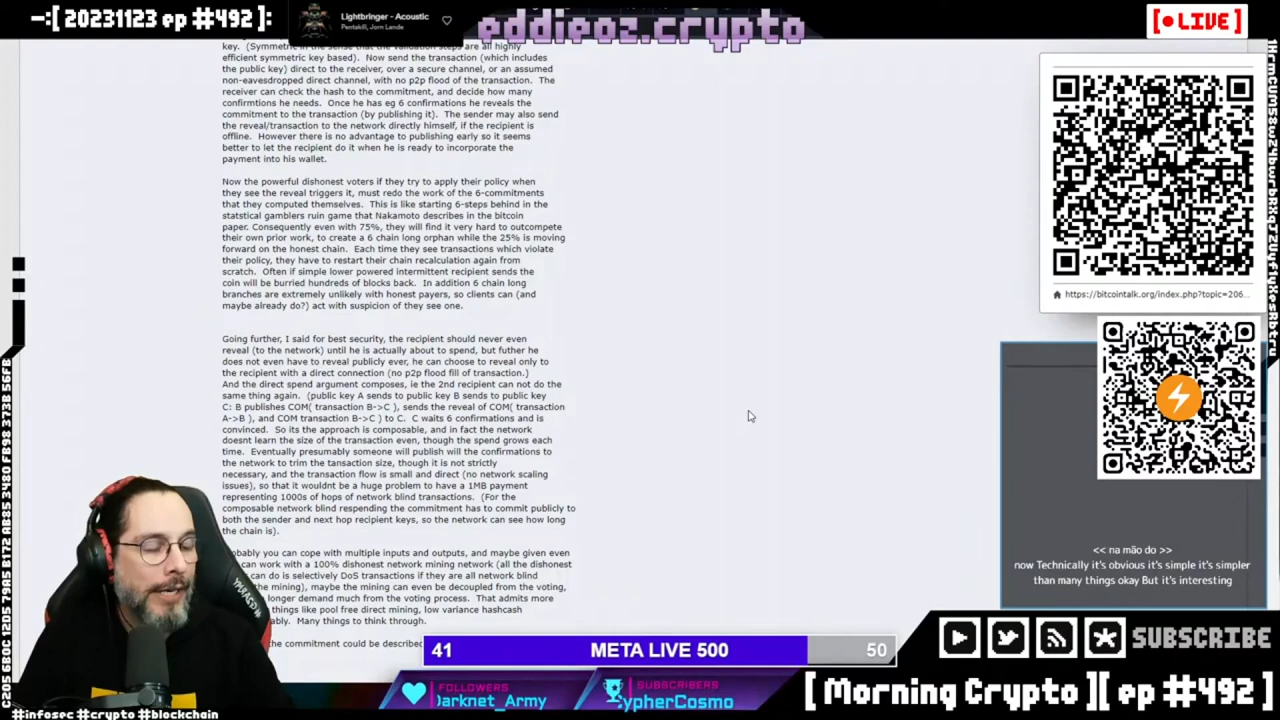 -:[ 20231123 ep #492 ]:
Lightbringer - Acoustic
Pentakill, Jorn Lande
eddieoz.crypto
[● LIVE]
key. (Symmetric in the sense that the validation steps are all highly
efficient symmetric key based). Now send the transaction (which includes
the public key) direct to the receiver, over a secure channel, or an assumed
non-eavesdropped direct channel, with no p2p flood of the transaction. The
receiver can check the hash to the commitment, and decide how many
confirmtions he needs. Once he has eg 6 confirmations he reveals the
commitment to the transaction (by publishing it). The sender may also send
the reveal/transaction to the network directly himself, if the recipient is
offline. However there is no advantage to publishing early so it seems
better to let the recipient do it when he is ready to incorporate the
payment into his wallet.
Now the powerful dishonest voters if they try to apply their policy when
they see the reveal triggers it, must redo the work of the 6-commitments
that they computed themselves. This is like starting 6-steps behind in the
statstical gamblers ruin game that Nakamoto describes in the bitcoin
paper. Consequently even with 75%, they will find it very hard to outcompete
their own prior work, to create a 6 chain long orphan while the 25% is moving
forward on the honest chain. Each time they see transactions which violate
their policy, they have to restart their chain recalculation again from
scratch. Often if simple lower powered intermittent recipient sends the
coin will be burried hundreds of blocks back. In addition 6 chain long
branches are extremely unlikely with honest payers, so clients can (and
maybe already do?) act with suspicion of they see one.
Going further, I said for best security, the recipient should never even
reveal (to the network) until he is actually about to spend, but futher he
does not even have to reveal publicly ever, he can choose to reveal only to
the recipient with a direct connection (no p2p flood fill of transaction.)
And the direct spend argument composes, ie the 2nd recipient can not do the
same thing again. (public key A sends to public key B sends to public key
C: B publishes COM( transaction B->C ), sends the reveal of COM( transaction
A->B ), and COM transaction B->C ) to C. C waits 6 confirmations and is
convinced. So its the approach is composable, and in fact the network
doesnt learn the size of the transaction even, though the spend grows each
time. Eventually presumably someone will publish will the confirmations to
the network to trim the tansaction size, though it is not strictly
necessary, and the transaction flow is small and direct (no network scaling
issues), so that it wouldnt be a huge problem to have a 1MB payment
representing 1000s of hops of network blind transactions. (For the
composable network blind respending the commitment has to commit publicly to
both the sender and next hop recipient keys, so the network can see how long
the chain is).
Probably you can cope with multiple inputs and outputs, and maybe given even
can work with a 100% dishonest network mining network (all the dishonest
can do is selectively DoS transactions if they are all network blind
the mining), maybe the mining can even be decoupled from the voting,
longer demand much from the voting process. That admits more
things like pool free direct mining, low variance hashcash
ably. Many things to think through.
the commitment could be described
https://bitcointalk.org/index.php?topic=206...
<< na mão do >>
now Technically it's obvious it's simple it's simpler
than many things okay But it's interesting
41 META LIVE 500 50
FOLLOWERS
Darknet_Army
SUBSCRIBERS
ypherCosmo
SUBSCRIBE
[ Morning Crypto ][ ep #492 ]
#infosec #crypto #blockchain
C205 5B0C 12D5 79A5 B172 AB35 3480 FB38 373B 56FB